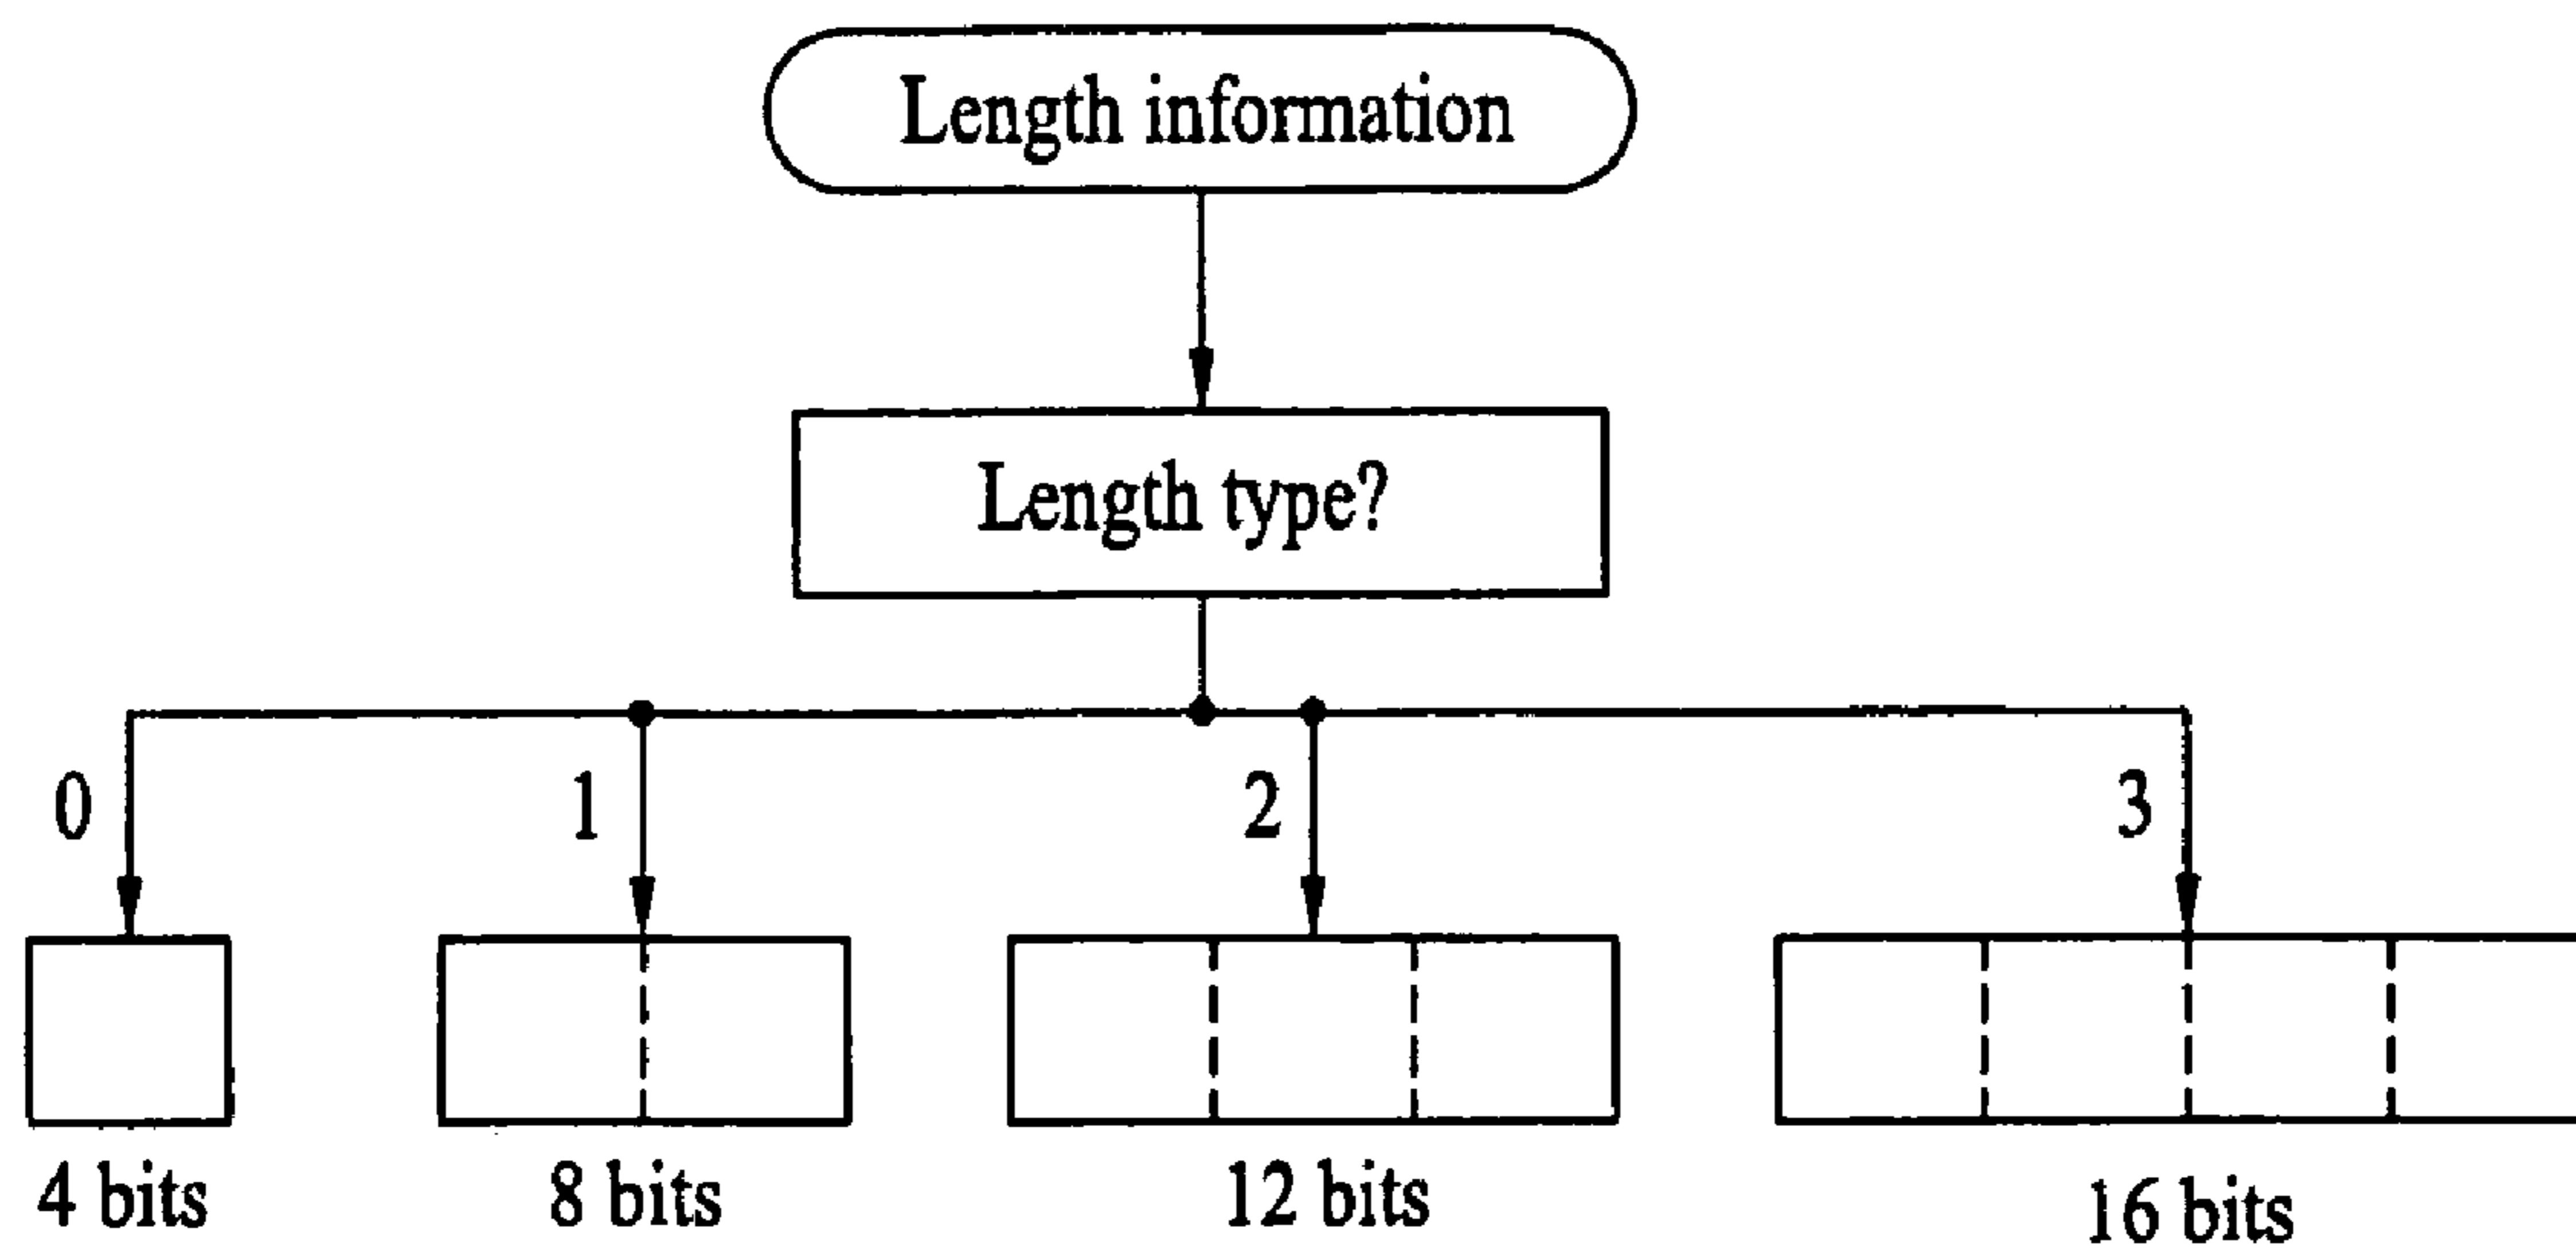 Length information
Length type?
0 1 2 3
4 bits 8 bits 12 bits 16 bits